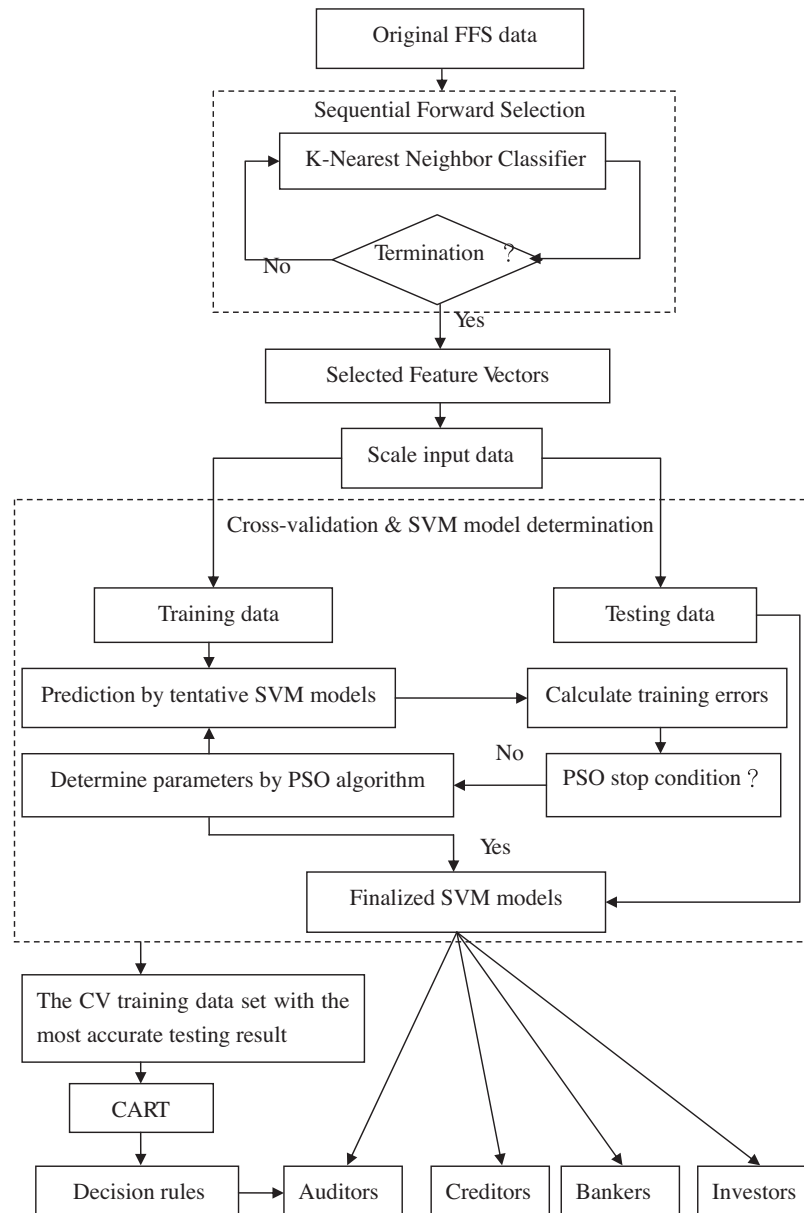 Original FFS data
Sequential Forward Selection
K-Nearest Neighbor Classifier
Termination ?
No
Yes
Selected Feature Vectors
Scale input data
Cross-validation & SVM model determination
Training data
Testing data
Prediction by tentative SVM models
Calculate training errors
No
Determine parameters by PSO algorithm
PSO stop condition ?
Yes
Finalized SVM models
The CV training data set with the
most accurate testing result
CART
Decision rules
Auditors
Creditors
Bankers
Investors